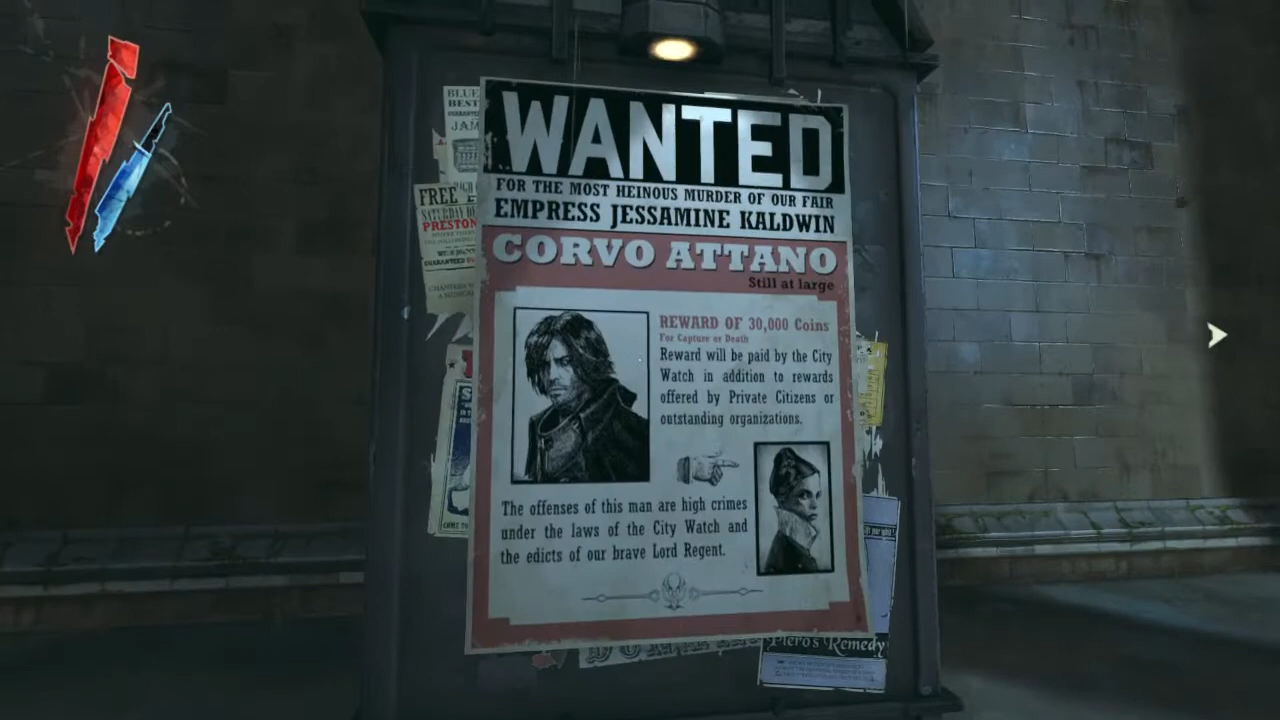 WANTED
FOR THE MOST HEINOUS MURDER OF OUR FAIR
EMPRESS JESSAMINE KALDWIN
CORVO ATTANO
Still at large
REWARD OF 30,000 Coins
For Capture or Death
Reward will be paid by the City
Watch in addition to rewards
offered by Private Citizens or
outstanding organizations.
The offenses of this man are high crimes
under the laws of the City Watch and
the edicts of our brave Lord Regent.
BLUE
BEST
JAM
FREE
SATURDAY
PRESTON
GUARANTEED
Piero's Remedy